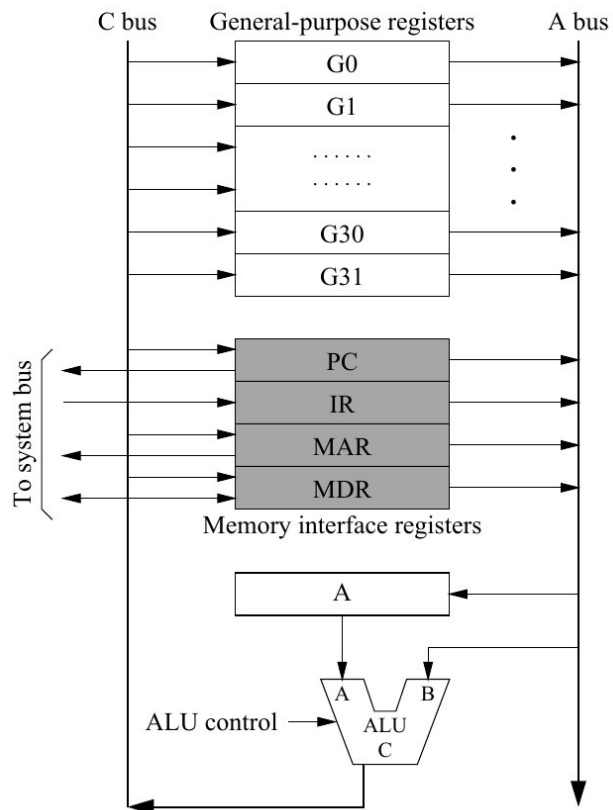 C bus
General-purpose registers
A bus
G0
G1
. . . . . .
. . . . . .
G30
G31
To system bus
PC
IR
MAR
MDR
Memory interface registers
A
A
B
ALU control
ALU
C